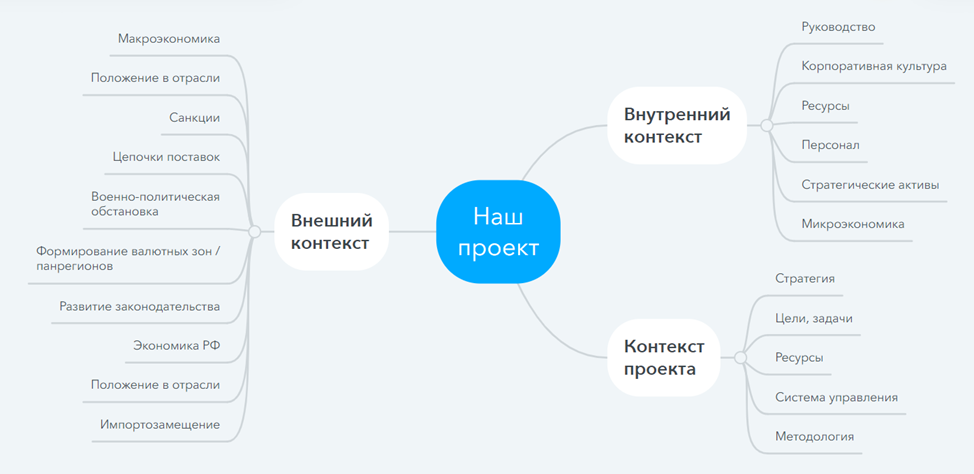 Наш
проект
Внешний
контекст
Макроэкономика
Положение в отрасли
Санкции
Цепочки поставок
Военно-политическая
обстановка
Формирование валютных зон /
панрегионов
Развитие законодательства
Экономика РФ
Положение в отрасли
Импортозамещение
Внутренний
контекст
Руководство
Корпоративная культура
Ресурсы
Персонал
Стратегические активы
Микроэкономика
Контекст
проекта
Стратегия
Цели, задачи
Ресурсы
Система управления
Методология